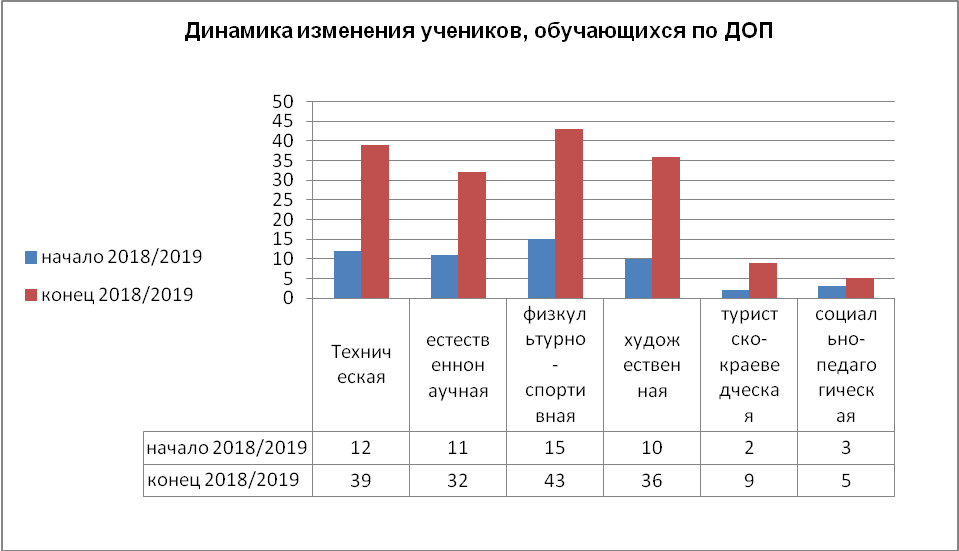 Динамика изменения учеников, обучающихся по ДОП
50
45
40
35
30
25
20
15
10
5
0
начало 2018/2019
конец 2018/2019
Технич
еская
естеств
еннон
аучная
физкул
ьтурно
-
спорти
вная
худож
ествен
ная
турист
ско-
краеве
дческа
я
социал
ьно-
педаго
гическ
ая
начало 2018/2019 12 11 15 10 2 3
конец 2018/2019 39 32 43 36 9 5